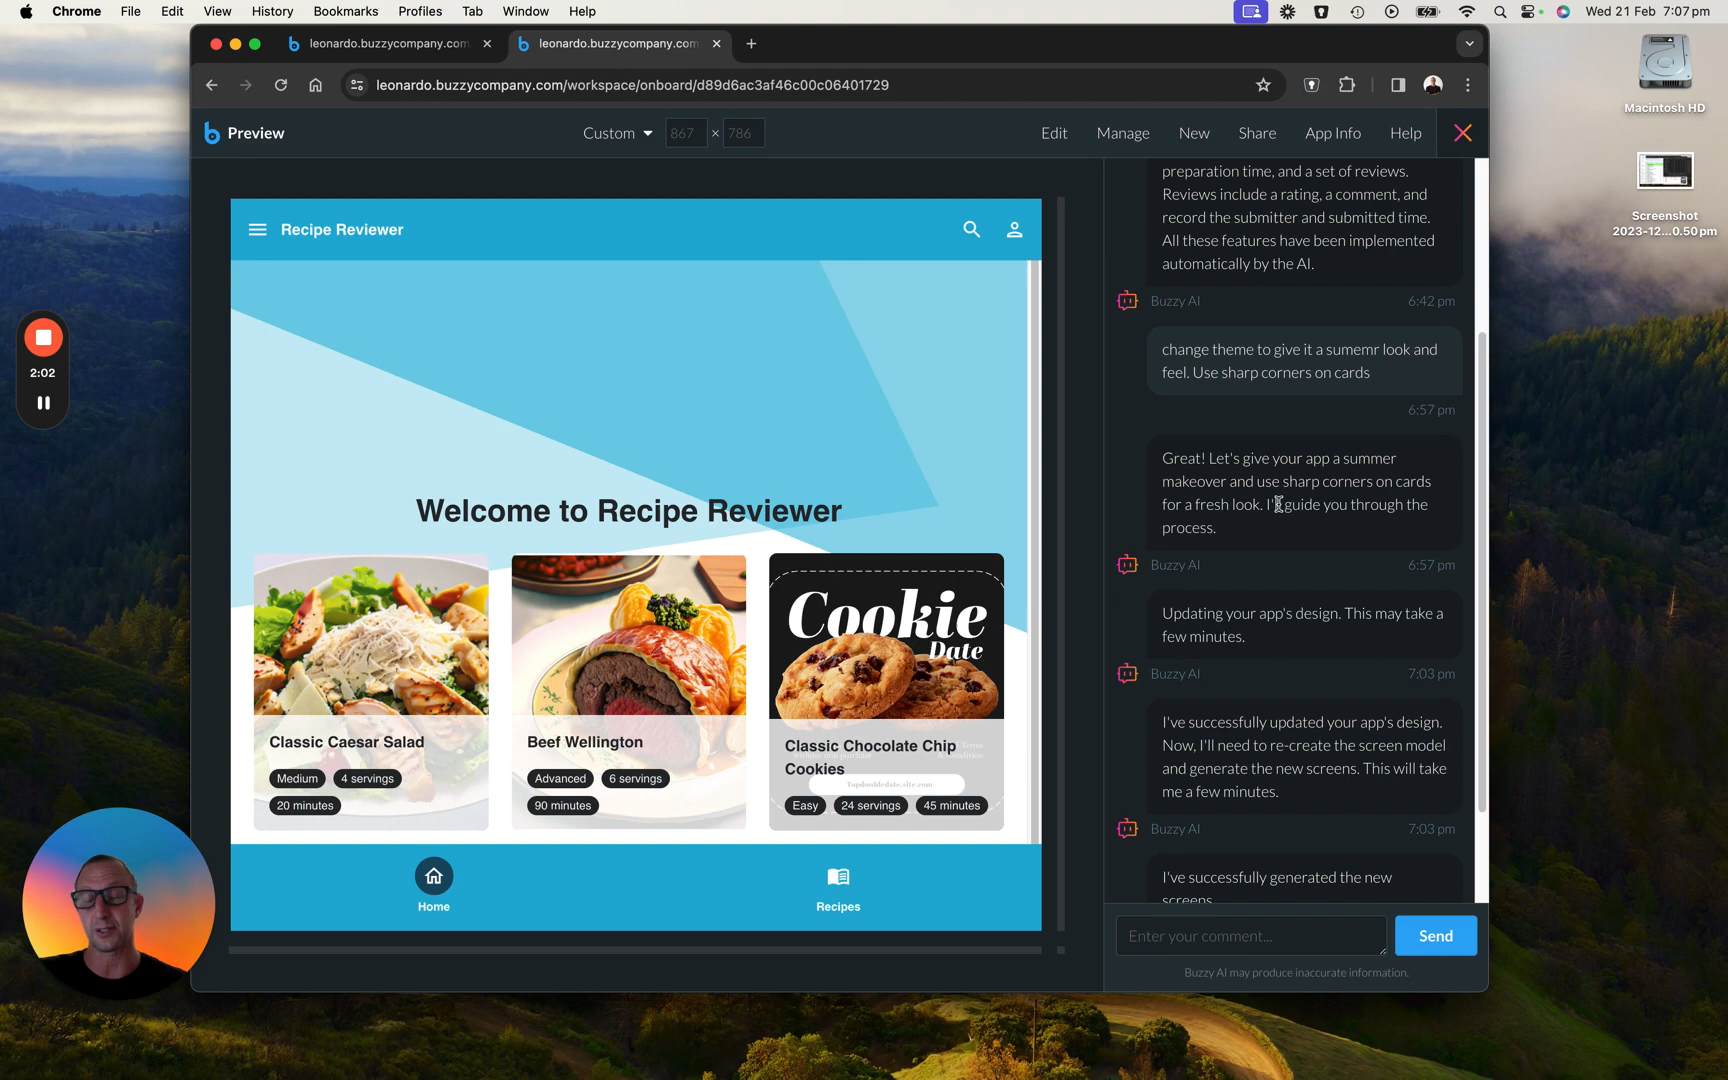 Chrome File Edit View History Bookmarks Profiles Tab Window Help
Wed 21 Feb 7:07 pm
leonardo.buzzycompany.com
leonardo.buzzycompany.com
leonardo.buzzycompany.com/workspace/onboard/d89d6ac3af46c00c06401729
Macintosh HD
Screenshot
2023-12...0.50 pm
Preview
Custom
867 × 786
Edit Manage New Share App Info Help
2:02
Recipe Reviewer
Welcome to Recipe Reviewer
Classic Caesar Salad
Medium 4 servings
20 minutes
Beef Wellington
Advanced 6 servings
90 minutes
Cookie
Date
Classic Chocolate Chip
Cookies
Terms
& Condition
Topdoubledate.site.com
Easy 24 servings 45 minutes
Home
Recipes
preparation time, and a set of reviews.
Reviews include a rating, a comment, and
record the submitter and submitted time.
All these features have been implemented
automatically by the AI.
Buzzy AI 6:42 pm
change theme to give it a sumemr look and
feel. Use sharp corners on cards
6:57 pm
Great! Let's give your app a summer
makeover and use sharp corners on cards
for a fresh look. guide you through the
process.
Buzzy AI 6:57 pm
Updating your app's design. This may take a
few minutes.
Buzzy AI 7:03 pm
I've successfully updated your app's design.
Now, I'll need to re-create the screen model
and generate the new screens. This will take
me a few minutes.
Buzzy AI 7:03 pm
I've successfully generated the new
screens
Enter your comment...
Send
Buzzy AI may produce inaccurate information.